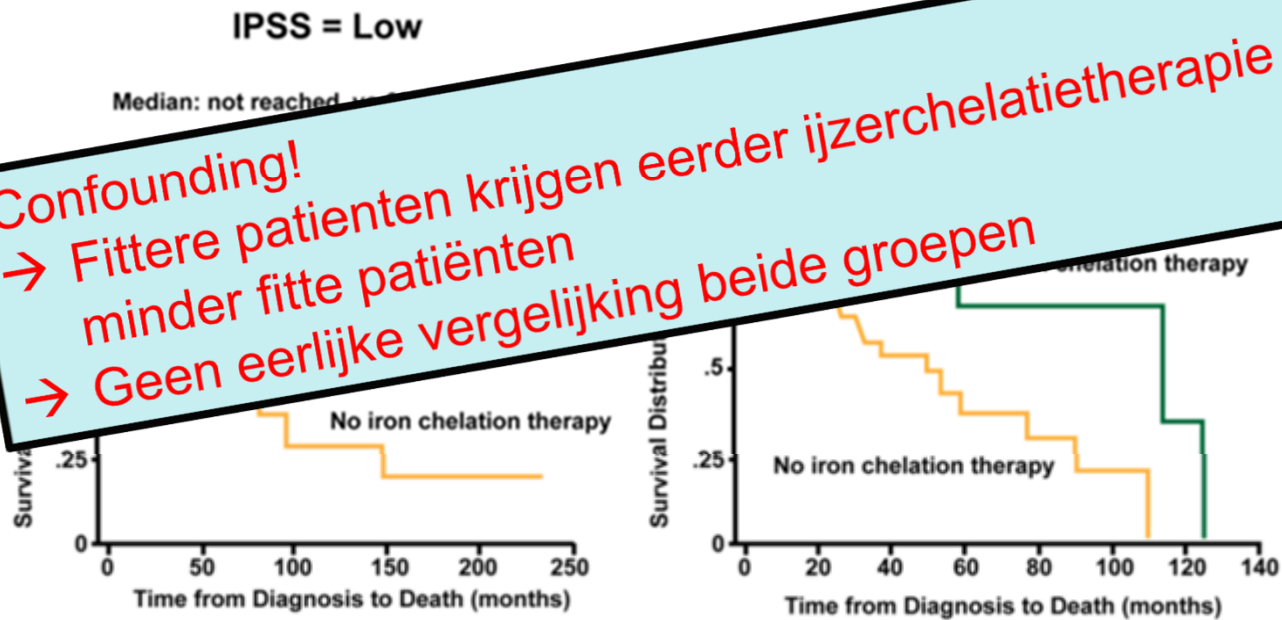 IPSS = Low
Median: not reached
Confounding!
→ Fittere patienten krijgen eerder ijzerchelatietherapie
minder fitte patiënten
→ Geen eerlijke vergelijking beide groepen
No iron chelation therapy
.25
0
0 50 100 150 200 250
Time from Diagnosis to Death (months)
chelation therapy
.5
.25
No iron chelation therapy
0
0 20 40 60 80 100 120 140
Survival
Time from Diagnosis to Death (months)